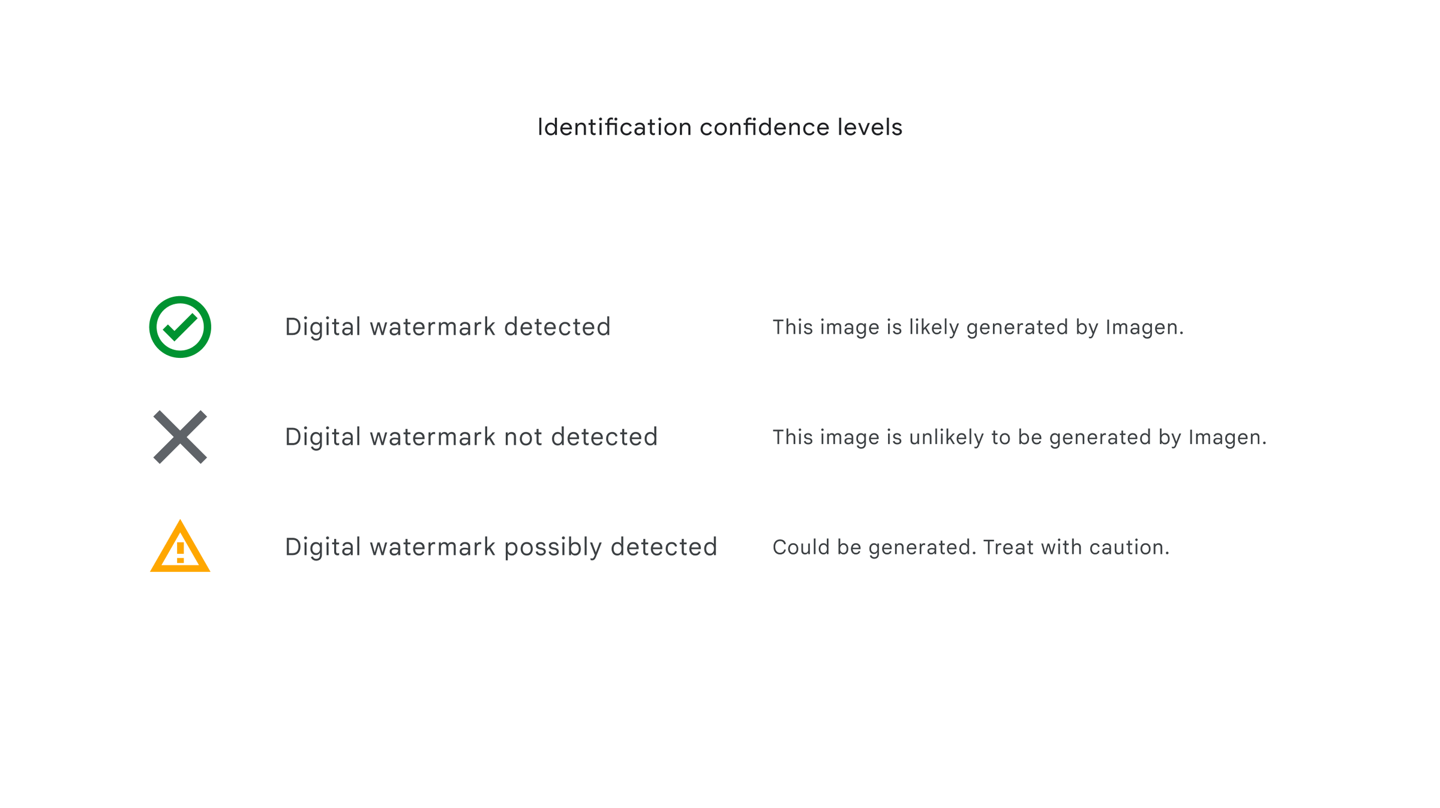 Identification confidence levels
Digital watermark detected This image is likely generated by Imagen.
Digital watermark not detected This image is unlikely to be generated by Imagen.
Digital watermark possibly detected Could be generated. Treat with caution.